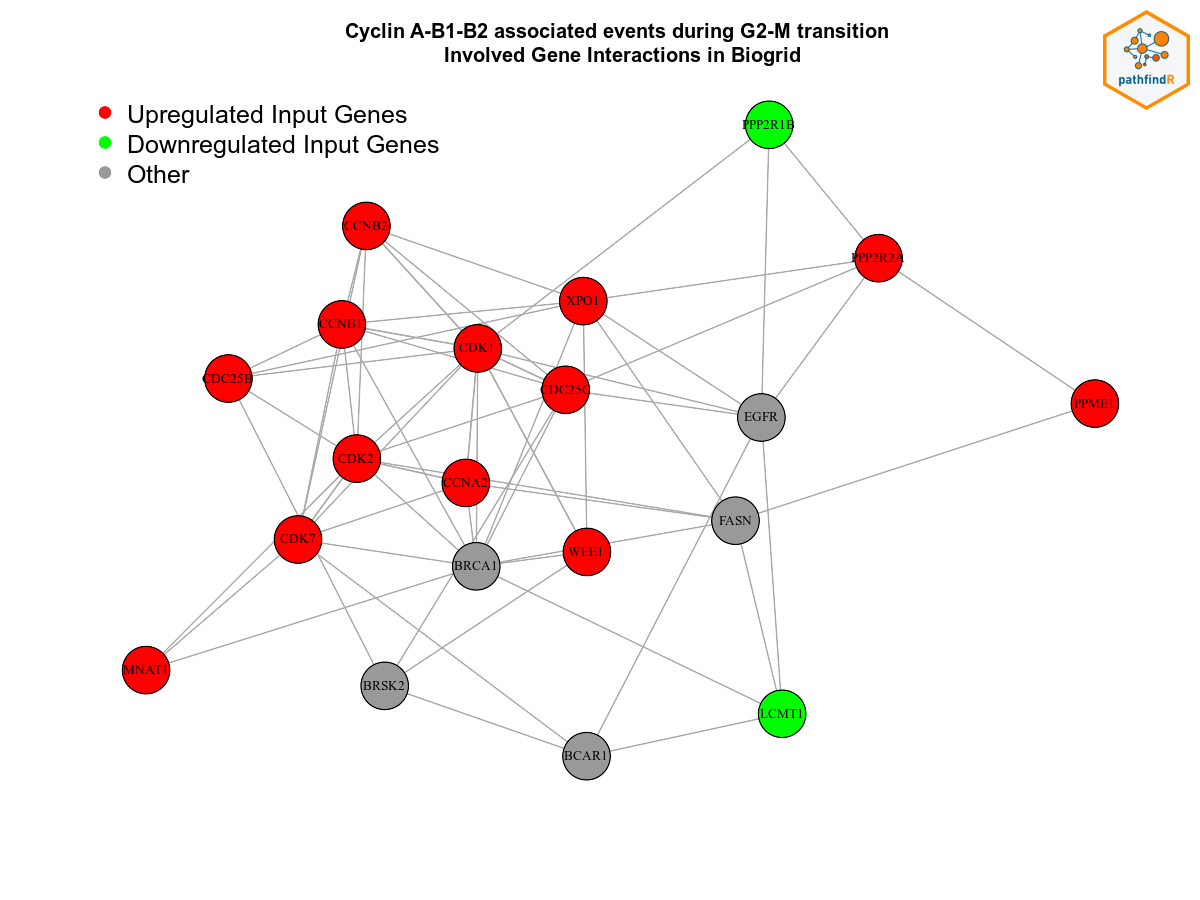 Cyclin A-B1-B2 associated events during G2-M transition
Involved Gene Interactions in Biogrid
pathfindR
Upregulated Input Genes
Downregulated Input Genes
Other
PPP2R1B
CCNB2
PPP2R2A
XPO1
CCNB1
CDK1
CDC25B
CDC25C
PPME1
EGFR
CDK2
CCNA2
FASN
CDK7
WEE1
BRCA1
MNAT1
BRSK2
LCMT1
BCAR1